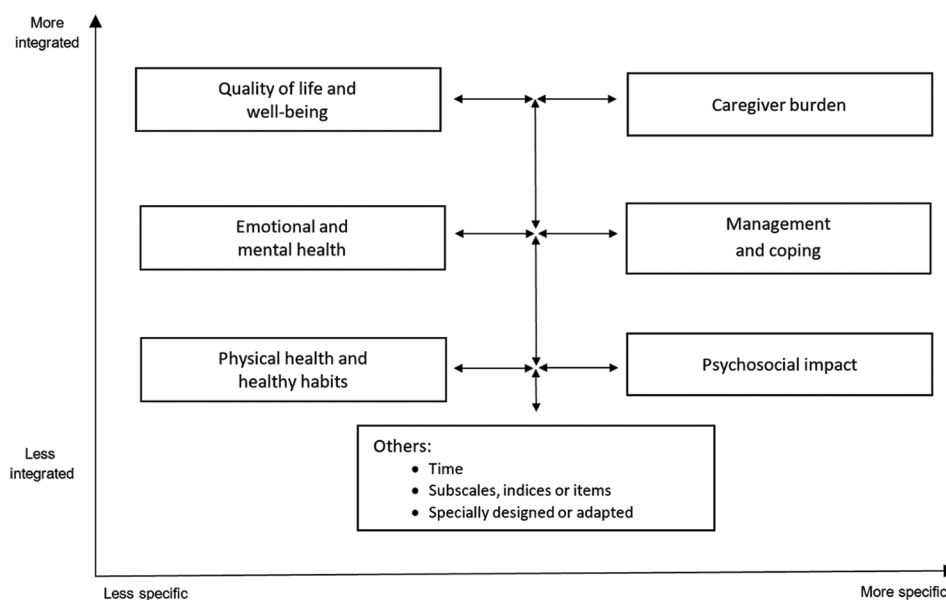 More
integrated
Quality of life and
well-being
Caregiver burden
Emotional and
mental health
Management
and coping
Physical health and
healthy habits
Psychosocial impact
Less
integrated
Others:
• Time
• Subscales, indices or items
• Specially designed or adapted
Less specific
More specific